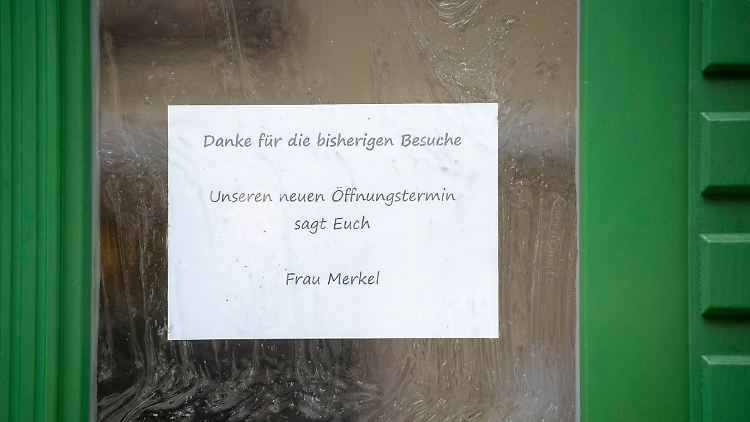 Danke für die bisherigen Besuche
Unseren neuen Öffnungstermin
sagt Euch
Frau Merkel